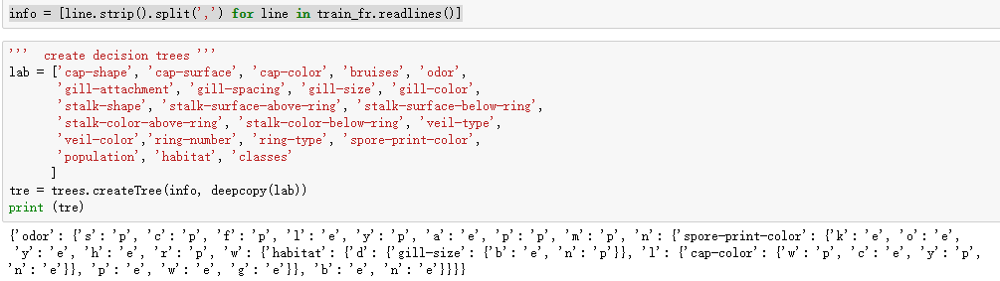 info = [line.strip().split(',') for line in train_fr.readlines()]
'''  create decision trees '''
lab = ['cap-shape', 'cap-surface', 'cap-color', 'bruises', 'odor',
'gill-attachment', 'gill-spacing', 'gill-size', 'gill-color',
'stalk-shape', 'stalk-surface-above-ring', 'stalk-surface-below-ring',
'stalk-color-above-ring', 'stalk-color-below-ring', 'veil-type',
'veil-color','ring-number', 'ring-type', 'spore-print-color',
'population', 'habitat', 'classes'
]
tre = trees.createTree(info, deepcopy(lab))
print (tre)
{'odor': {'s': 'p', 'c': 'p', 'f': 'p', 'l': 'e', 'y': 'p', 'a': 'e', 'p': 'p', 'm': 'p', 'n': {'spore-print-color': {'k': 'e', 'o': 'e',
'y': 'e', 'h': 'e', 'r': 'p', 'w': {'habitat': {'d': {'gill-size': {'b': 'e', 'n': 'p'}}, 'l': {'cap-color': {'w': 'p', 'c': 'e', 'y': 'p',
'n': 'e'}}, 'p': 'e', 'w': 'e', 'g': 'e'}}, 'b': 'e', 'n': 'e'}}}}